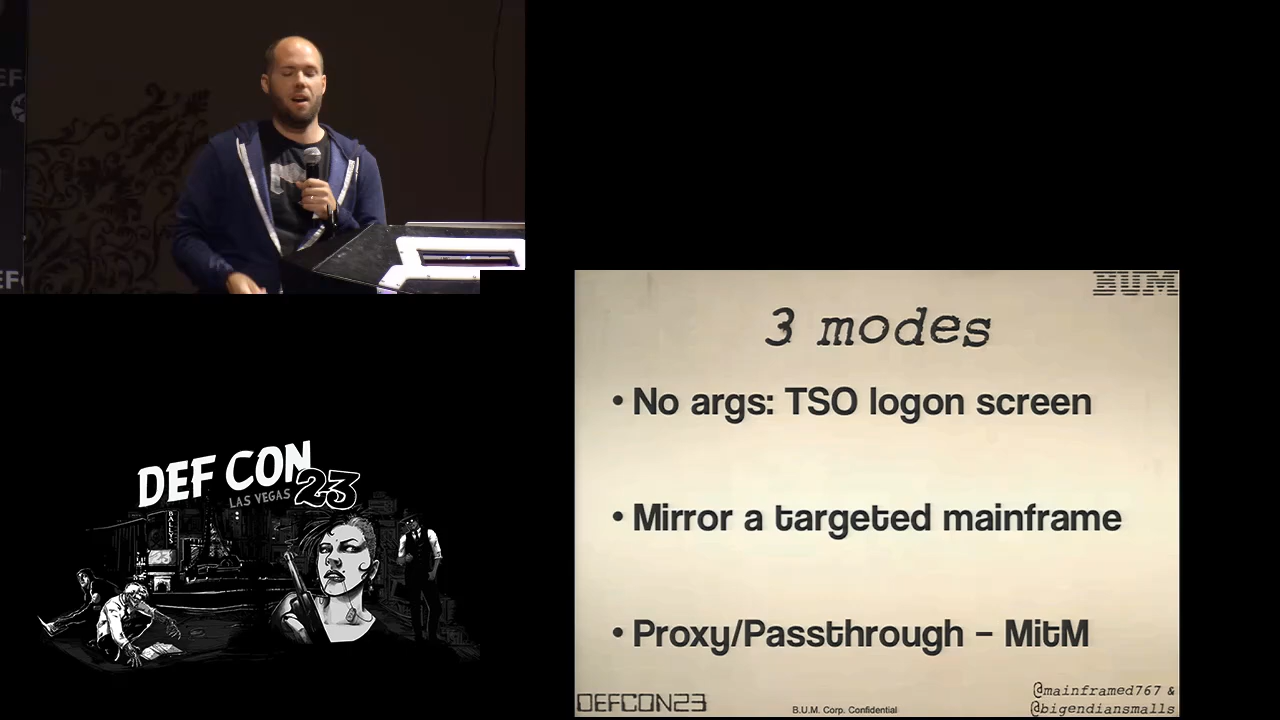 BUM
3 modes
• No args: TSO logon screen
• Mirror a targeted mainframe
• Proxy/Passthrough – MitM
DEFCON23
B.U.M. Corp. Confidential
@mainframed767 &
@bigendiansmalls
DEF CON
LAS VEGAS 23
BALLY'S